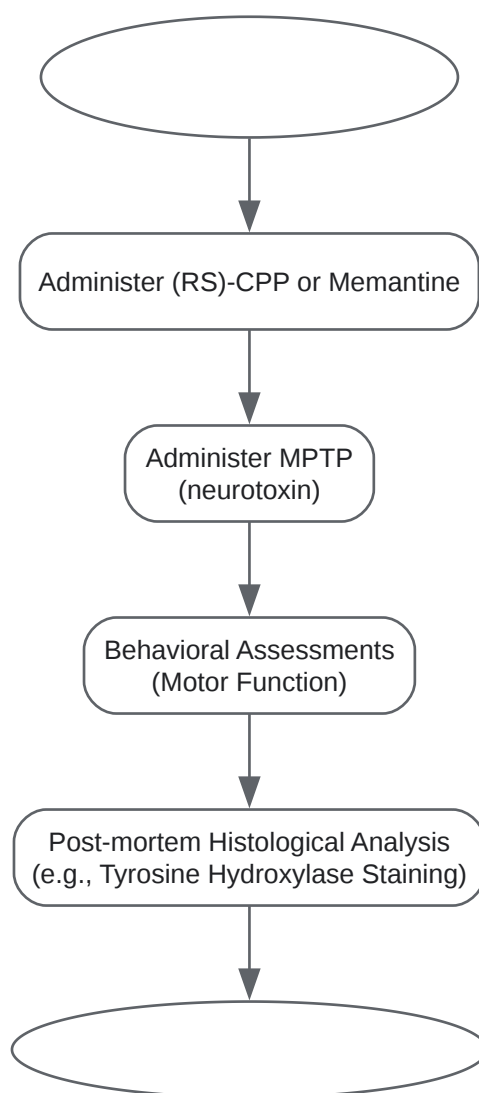 Administer (RS)-CPP or Memantine
Administer MPTP
(neurotoxin)
Behavioral Assessments
(Motor Function)
Post-mortem Histological Analysis
(e.g., Tyrosine Hydroxylase Staining)